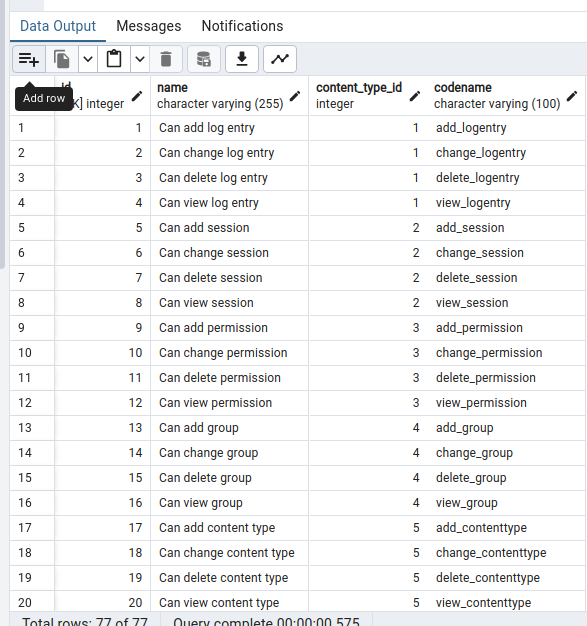 Data Output Messages Notifications
id name content_type_id codename
Add row K] integer character varying (255) integer character varying (100)
1 1 Can add log entry 1 add_logentry
2 2 Can change log entry 1 change_logentry
3 3 Can delete log entry 1 delete_logentry
4 4 Can view log entry 1 view_logentry
5 5 Can add session 2 add_session
6 6 Can change session 2 change_session
7 7 Can delete session 2 delete_session
8 8 Can view session 2 view_session
9 9 Can add permission 3 add_permission
10 10 Can change permission 3 change_permission
11 11 Can delete permission 3 delete_permission
12 12 Can view permission 3 view_permission
13 13 Can add group 4 add_group
14 14 Can change group 4 change_group
15 15 Can delete group 4 delete_group
16 16 Can view group 4 view_group
17 17 Can add content type 5 add_contenttype
18 18 Can change content type 5 change_contenttype
19 19 Can delete content type 5 delete_contenttype
20 20 Can view content type 5 view_contenttype
Total rows: 77 of 77 Query complete 00:00:00.575